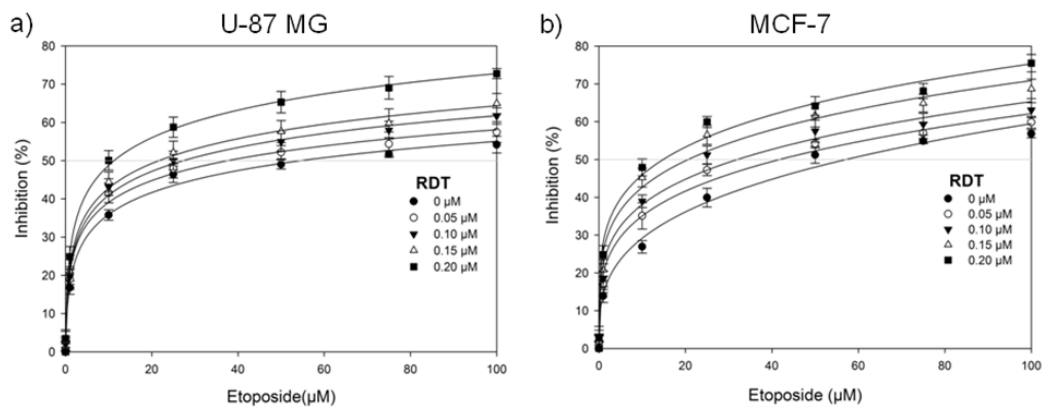 a) U-87 MG
80
70
60
50
40
30
20
10
0
Inhibition (%)
RDT
0 µM
0.05 µM
0.10 µM
0.15 µM
0.20 µM
0 20 40 60 80 100
Etoposide(µM)
b) MCF-7
80
70
60
50
40
30
20
10
0
Inhibition (%)
RDT
0 µM
0.05 µM
0.10 µM
0.15 µM
0.20 µM
0 20 40 60 80 100
Etoposide (µM)